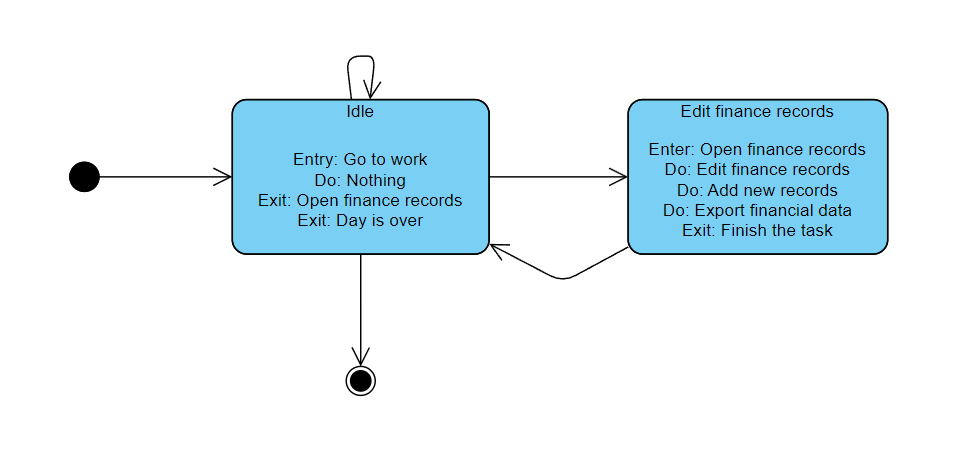 Idle
Entry: Go to work
Do: Nothing
Exit: Open finance records
Exit: Day is over
Edit finance records
Enter: Open finance records
Do: Edit finance records
Do: Add new records
Do: Export financial data
Exit: Finish the task